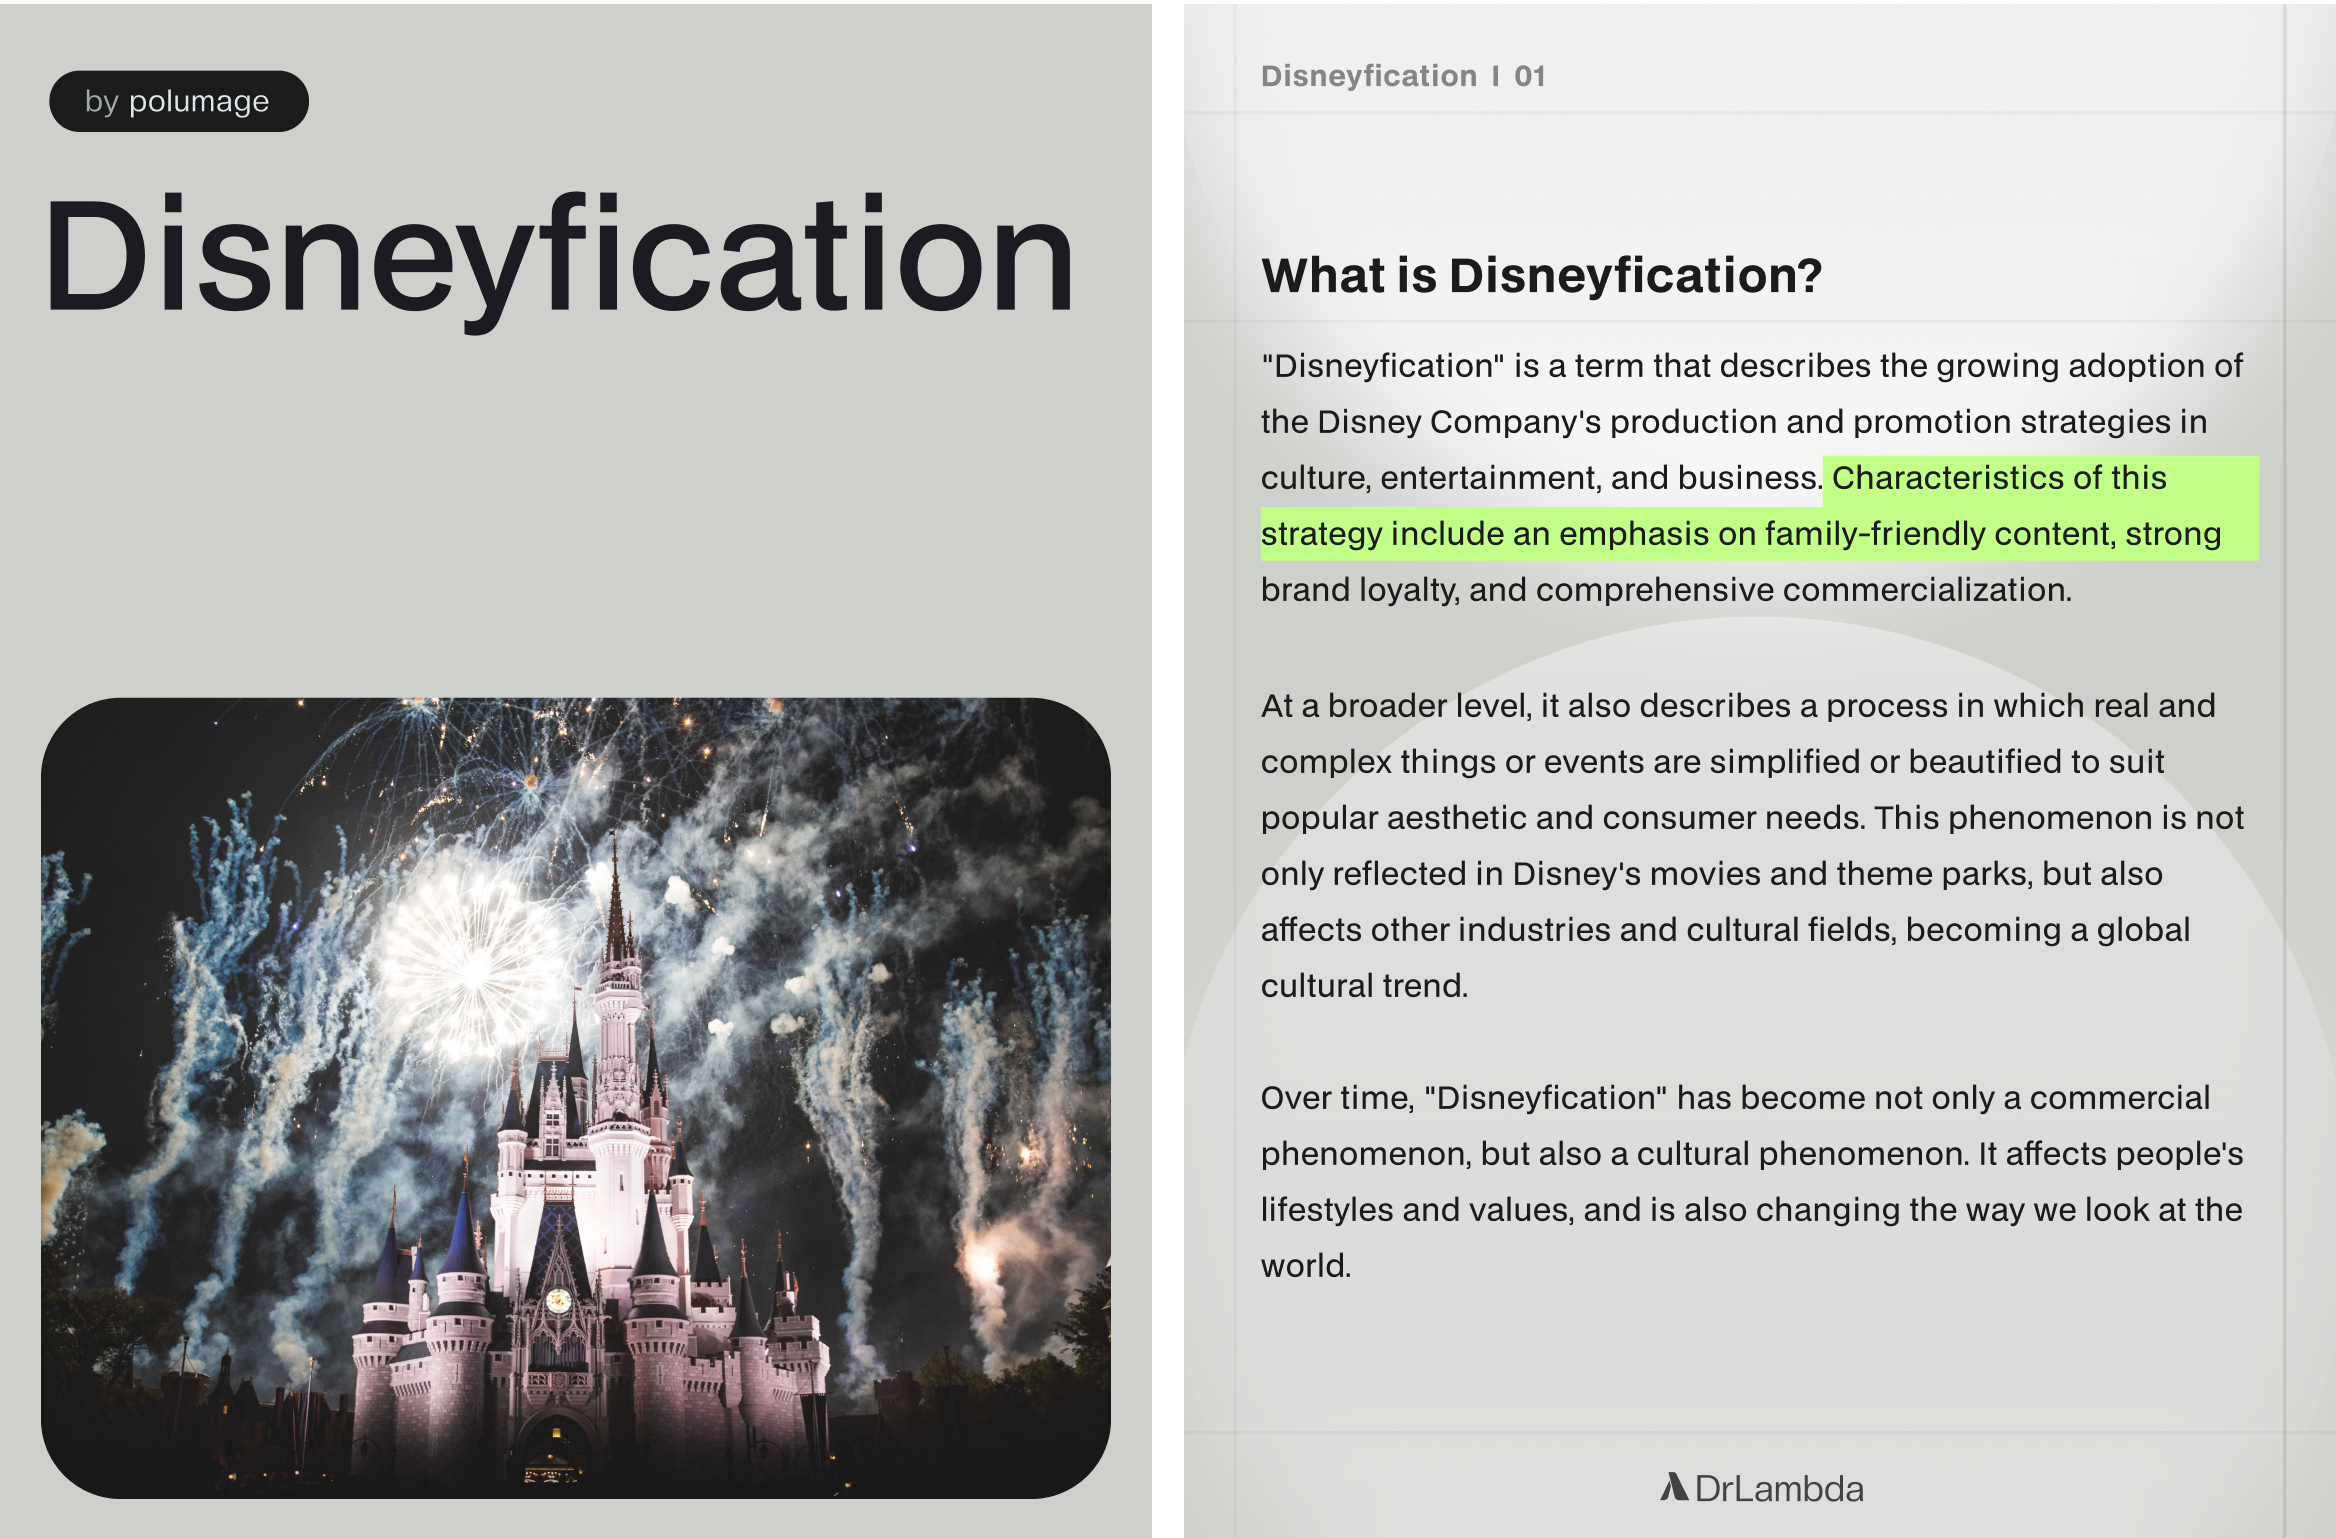 by polumage
Disneyfication
Disneyfication I 01
What is Disneyfication?
"Disneyfication" is a term that describes the growing adoption of
the Disney Company's production and promotion strategies in
culture, entertainment, and business. Characteristics of this
strategy include an emphasis on family-friendly content, strong
brand loyalty, and comprehensive commercialization.
At a broader level, it also describes a process in which real and
complex things or events are simplified or beautified to suit
popular aesthetic and consumer needs. This phenomenon is not
only reflected in Disney's movies and theme parks, but also
affects other industries and cultural fields, becoming a global
cultural trend.
Over time, "Disneyfication" has become not only a commercial
phenomenon, but also a cultural phenomenon. It affects people's
lifestyles and values, and is also changing the way we look at the
world.
DrLambda